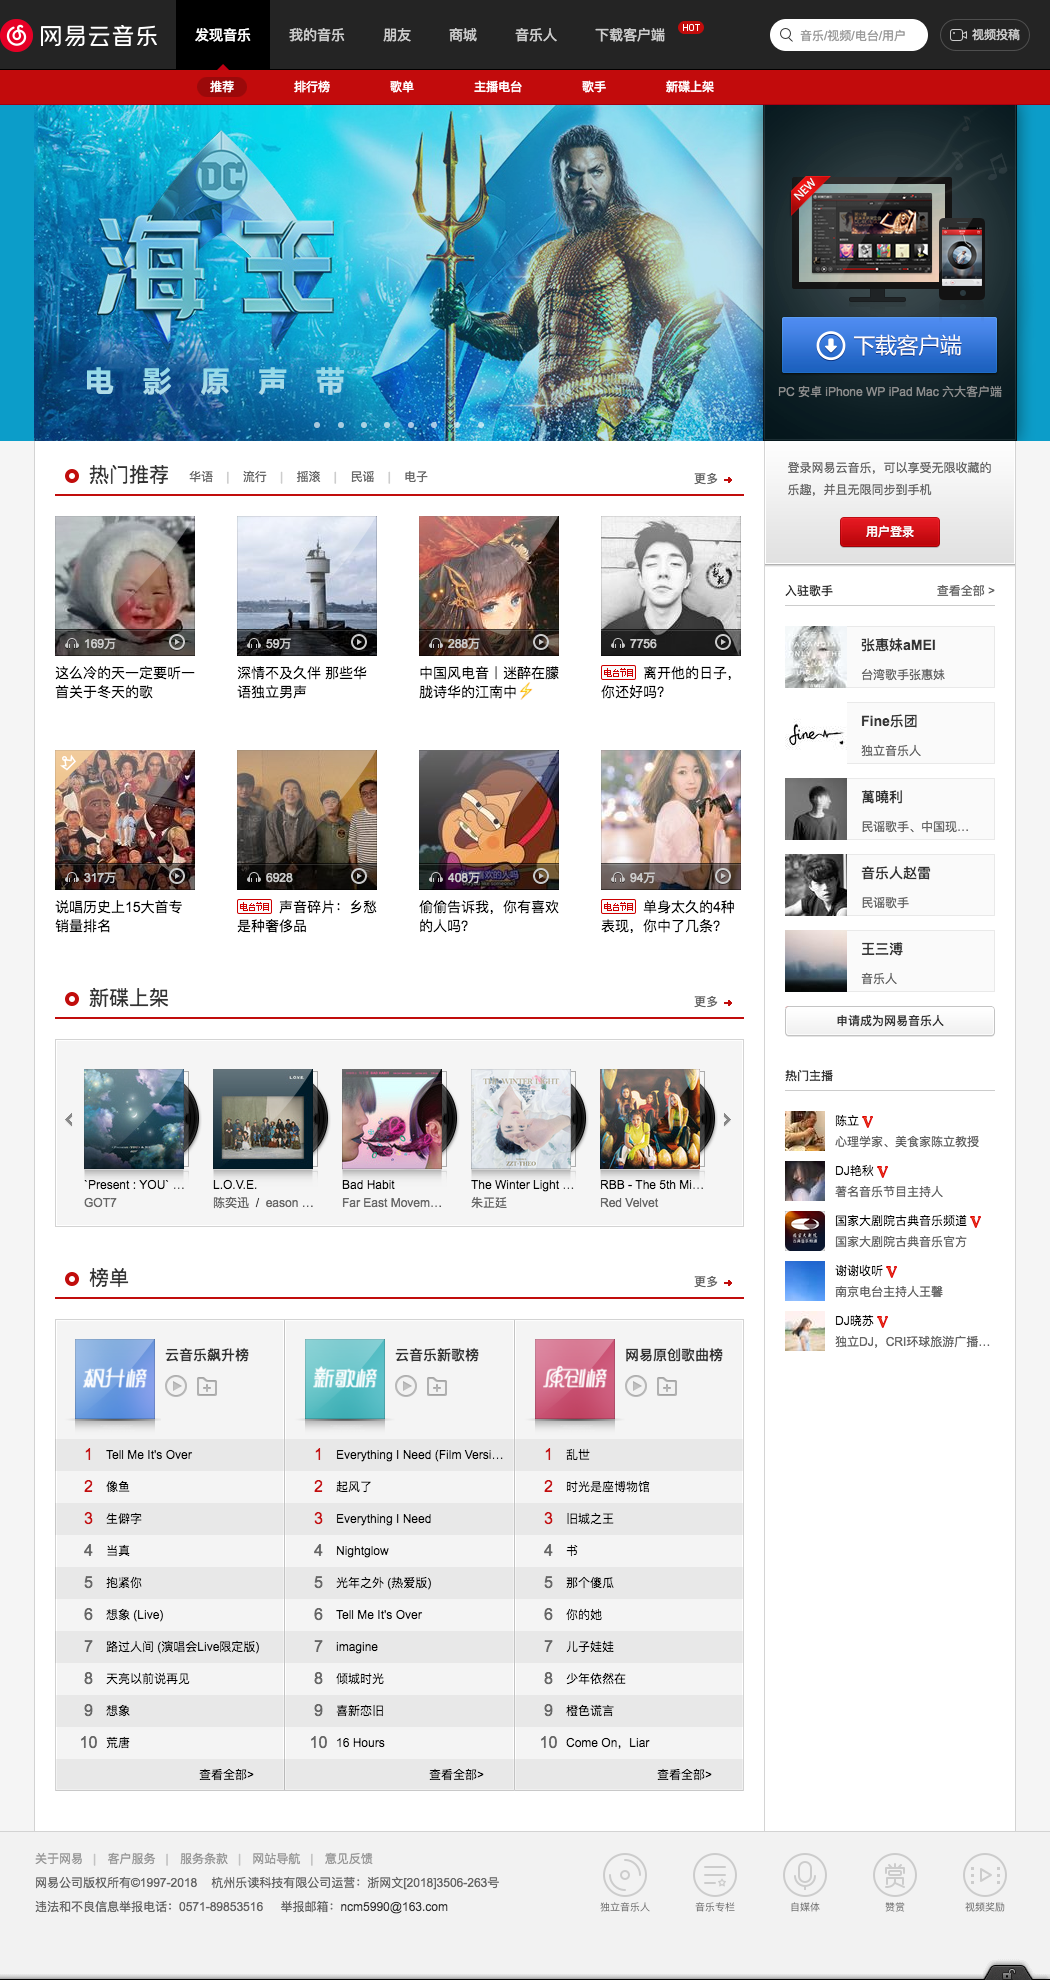 网易云音乐
发现音乐 我的音乐 朋友 商城 音乐人 下载客户端 HOT
音乐/视频/电台/用户
视频投稿
推荐 排行榜 歌单 主播电台 歌手 新碟上架
DC
海王
电影原声带
NEW
下载客户端
PC 安卓 iPhone WP iPad Mac 六大客户端
登录网易云音乐，可以享受无限收藏的
乐趣，并且无限同步到手机
用户登录
热门推荐 华语 | 流行 | 摇滚 | 民谣 | 电子
更多
169万
这么冷的天一定要听一
首关于冬天的歌
59万
深情不及久伴 那些华
语独立男声
288万
中国风电音｜迷醉在朦
胧诗华的江南中⚡
7756
电台节目 离开他的日子，
你还好吗?
317万
说唱历史上15大首专
销量排名
6928
电台节目 声音碎片：乡愁
是种奢侈品
408万
偷偷告诉我，你有喜欢
的人吗?
94万
电台节目 单身太久的4种
表现，你中了几条?
新碟上架
更多
`Present : YOU` ...
GOT7
L.O.V.E.
陈奕迅 / eason ...
Bad Habit
Far East Movem...
THE WINTER LIGHT
The Winter Light ...
朱正廷
RBB - The 5th Mi...
Red Velvet
榜单
更多
飙升榜
云音乐飙升榜
1 Tell Me It's Over
2 像鱼
3 生僻字
4 当真
5 抱紧你
6 想象 (Live)
7 路过人间 (演唱会Live限定版)
8 天亮以前说再见
9 想象
10 荒唐
查看全部>
新歌榜
云音乐新歌榜
1 Everything I Need (Film Versi...
2 起风了
3 Everything I Need
4 Nightglow
5 光年之外 (热爱版)
6 Tell Me It's Over
7 imagine
8 倾城时光
9 喜新恋旧
10 16 Hours
查看全部>
原创榜
网易原创歌曲榜
1 乱世
2 时光是座博物馆
3 旧城之王
4 书
5 那个傻瓜
6 你的她
7 儿子娃娃
8 少年依然在
9 橙色谎言
10 Come On，Liar
查看全部>
入驻歌手
查看全部 >
张惠妹aMEI
台湾歌手张惠妹
fine
Fine乐团
独立音乐人
萬曉利
民谣歌手、中国现...
音乐人赵雷
民谣歌手
王三溥
音乐人
申请成为网易音乐人
热门主播
陈立 V
心理学家、美食家陈立教授
DJ艳秋 V
著名音乐节目主持人
国家大剧院古典音乐频道 V
国家大剧院古典音乐官方
谢谢收听 V
南京电台主持人王馨
DJ晓苏 V
独立DJ，CRI环球旅游广播...
关于网易 | 客户服务 | 服务条款 | 网站导航 | 意见反馈
网易公司版权所有©1997-2018 杭州乐读科技有限公司运营：浙网文[2018]3506-263号
违法和不良信息举报电话：0571-89853516 举报邮箱：ncm5990@163.com
独立音乐人
音乐专栏
自媒体
赏
赞赏
视频奖励